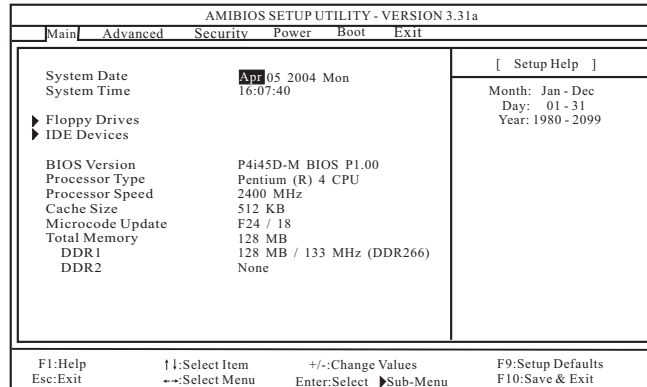 AMIBIOS SETUP UTILITY - VERSION 3.31a
Main Advanced Security Power Boot Exit
[ Setup Help ]
System Date Apr 05 2004 Mon
System Time 16:07:40
Month: Jan - Dec
Day: 01 - 31
Year: 1980 - 2099
Floppy Drives
IDE Devices
BIOS Version P4i45D-M BIOS P1.00
Processor Type Pentium (R) 4 CPU
Processor Speed 2400 MHz
Cache Size 512 KB
Microcode Update F24 / 18
Total Memory 128 MB
DDR1 128 MB / 133 MHz (DDR266)
DDR2 None
F1:Help ↑↓:Select Item +/-:Change Values F9:Setup Defaults
Esc:Exit ←→:Select Menu Enter:Select ▶Sub-Menu F10:Save & Exit